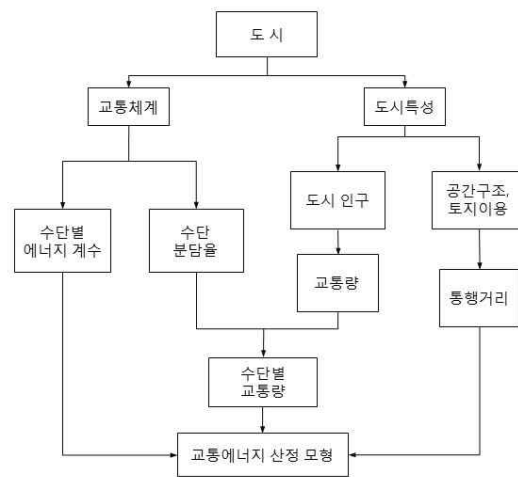 도 시
교통체계
도시특성
도시 인구
공간구조,
토지이용
수단별
에너지 계수
수단
분담율
교통량
통행거리
수단별
교통량
교통에너지 산정 모형